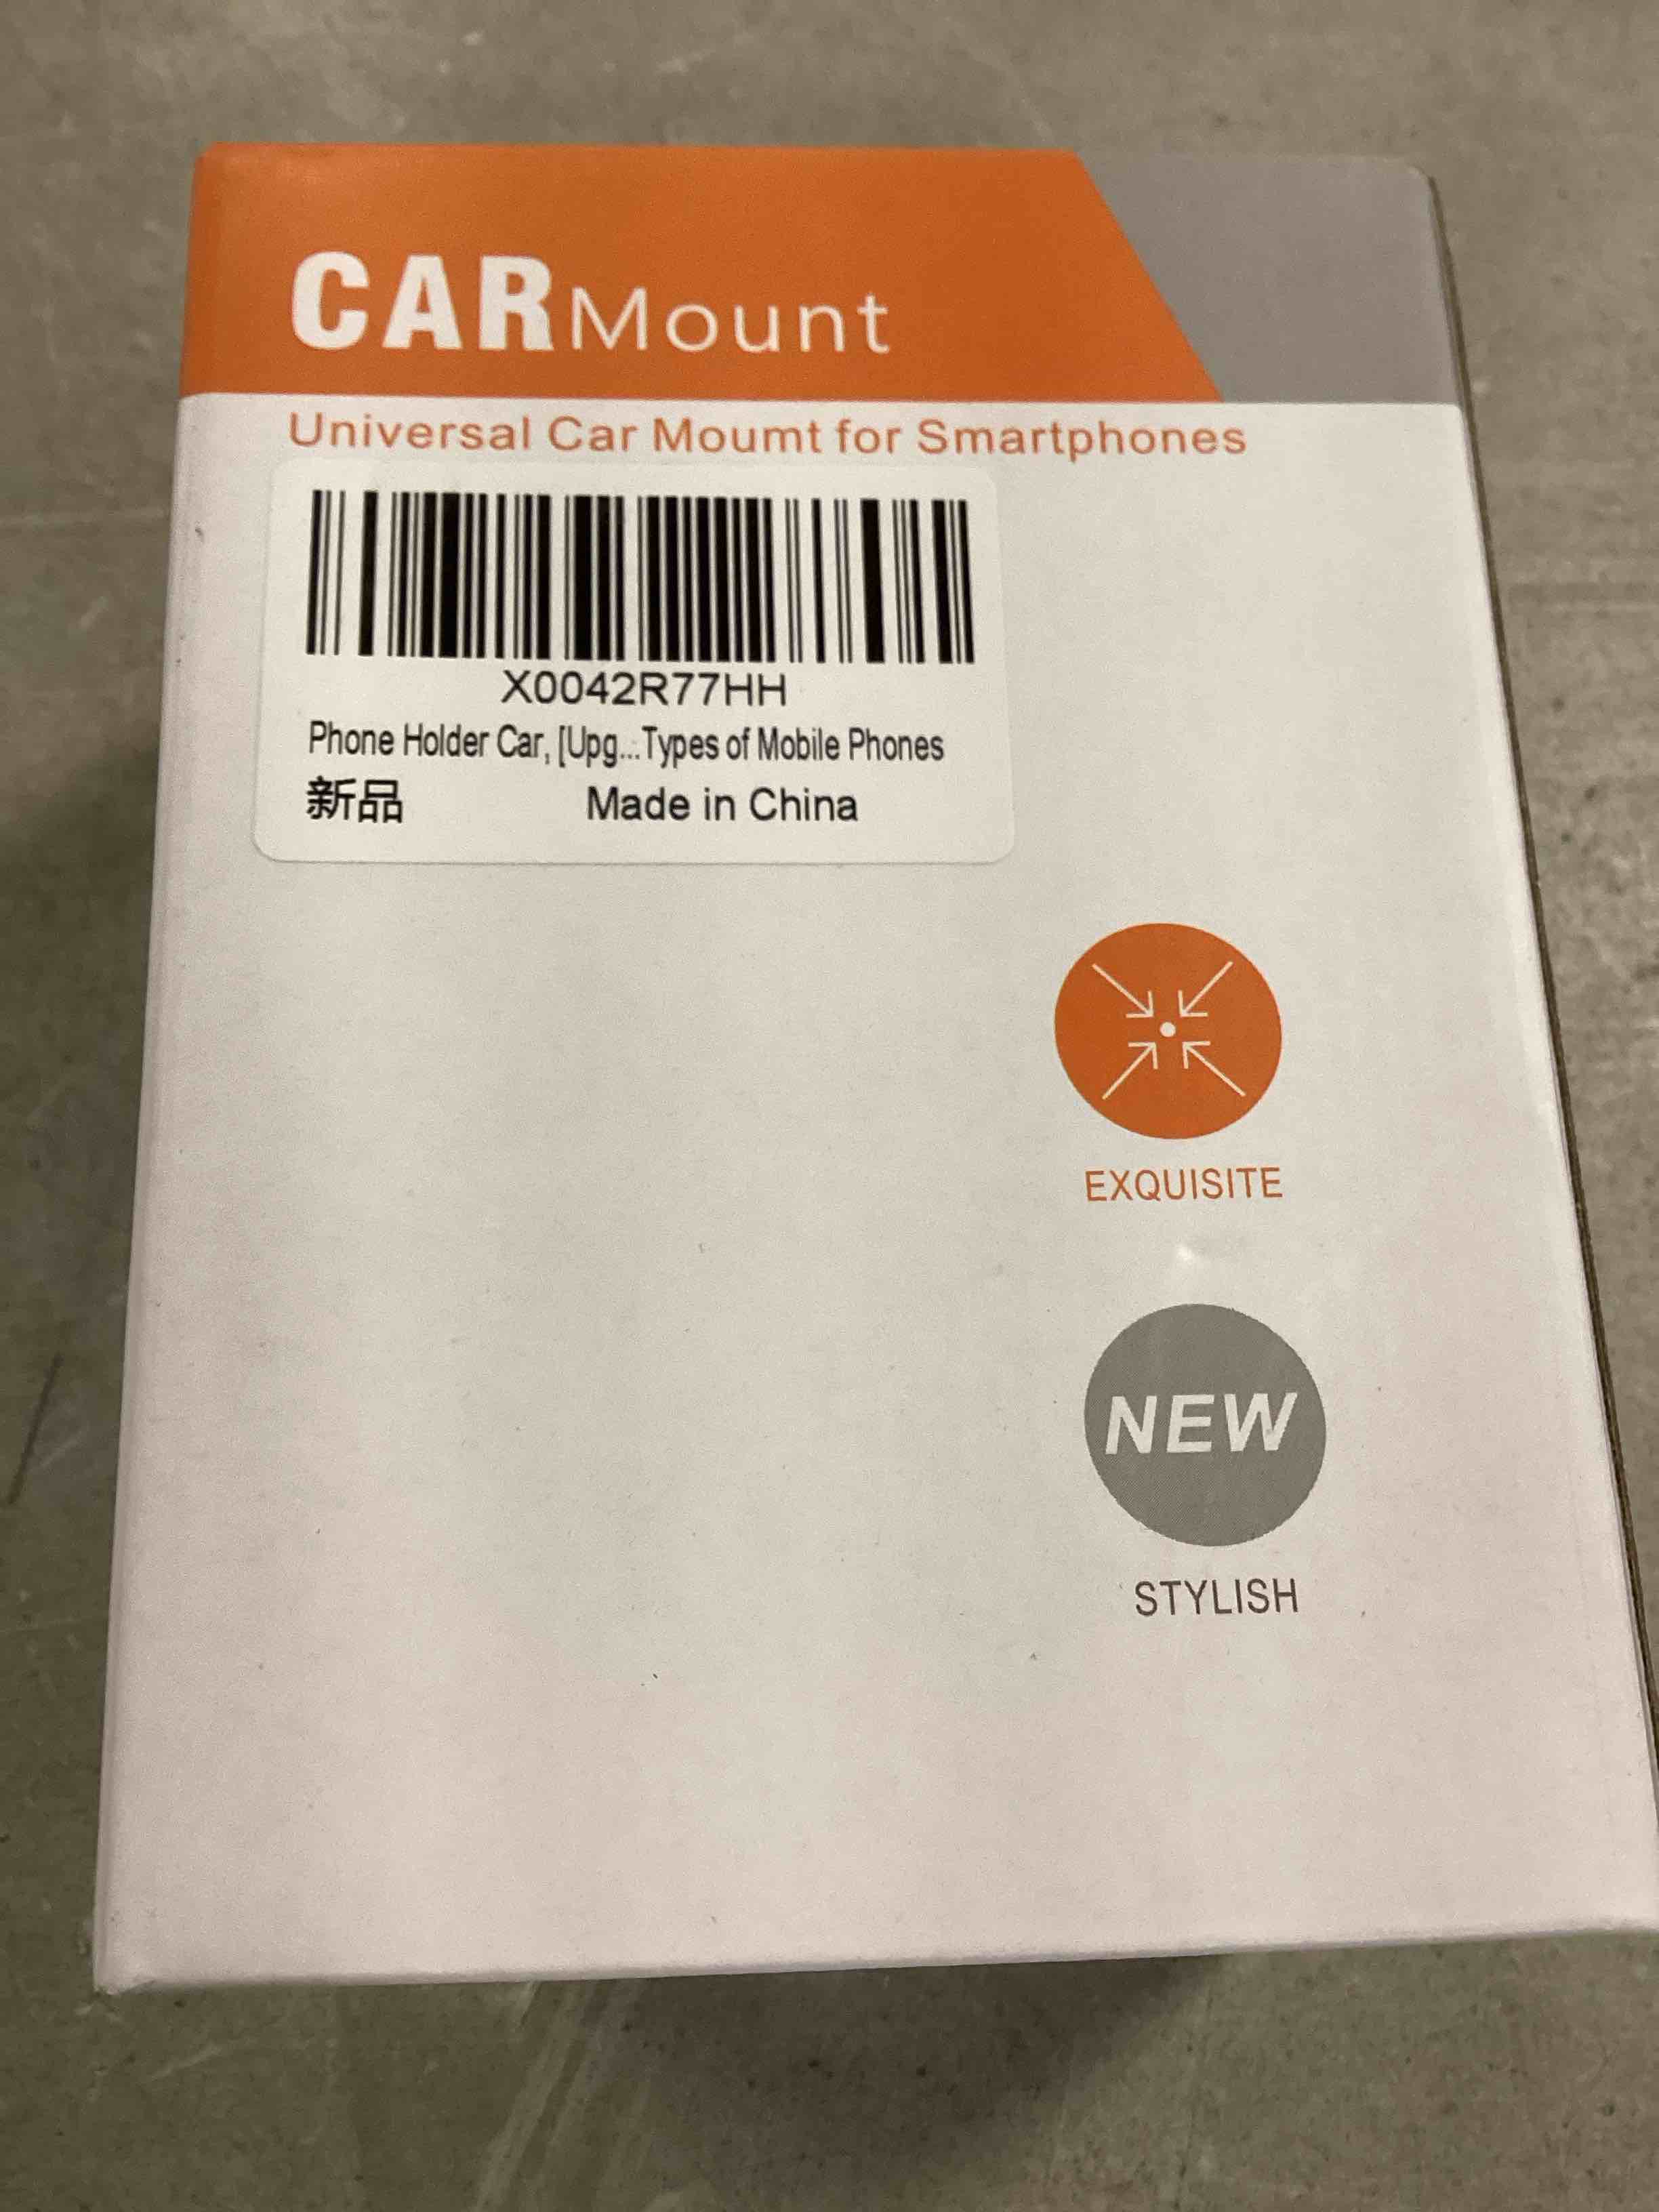 CARMount
Universal Car Moumt for Smartphones
X0042R77HH
Phone Holder Car, [Upg...Types of Mobile Phones
新品 Made in China
EXQUISITE
NEW
STYLISH